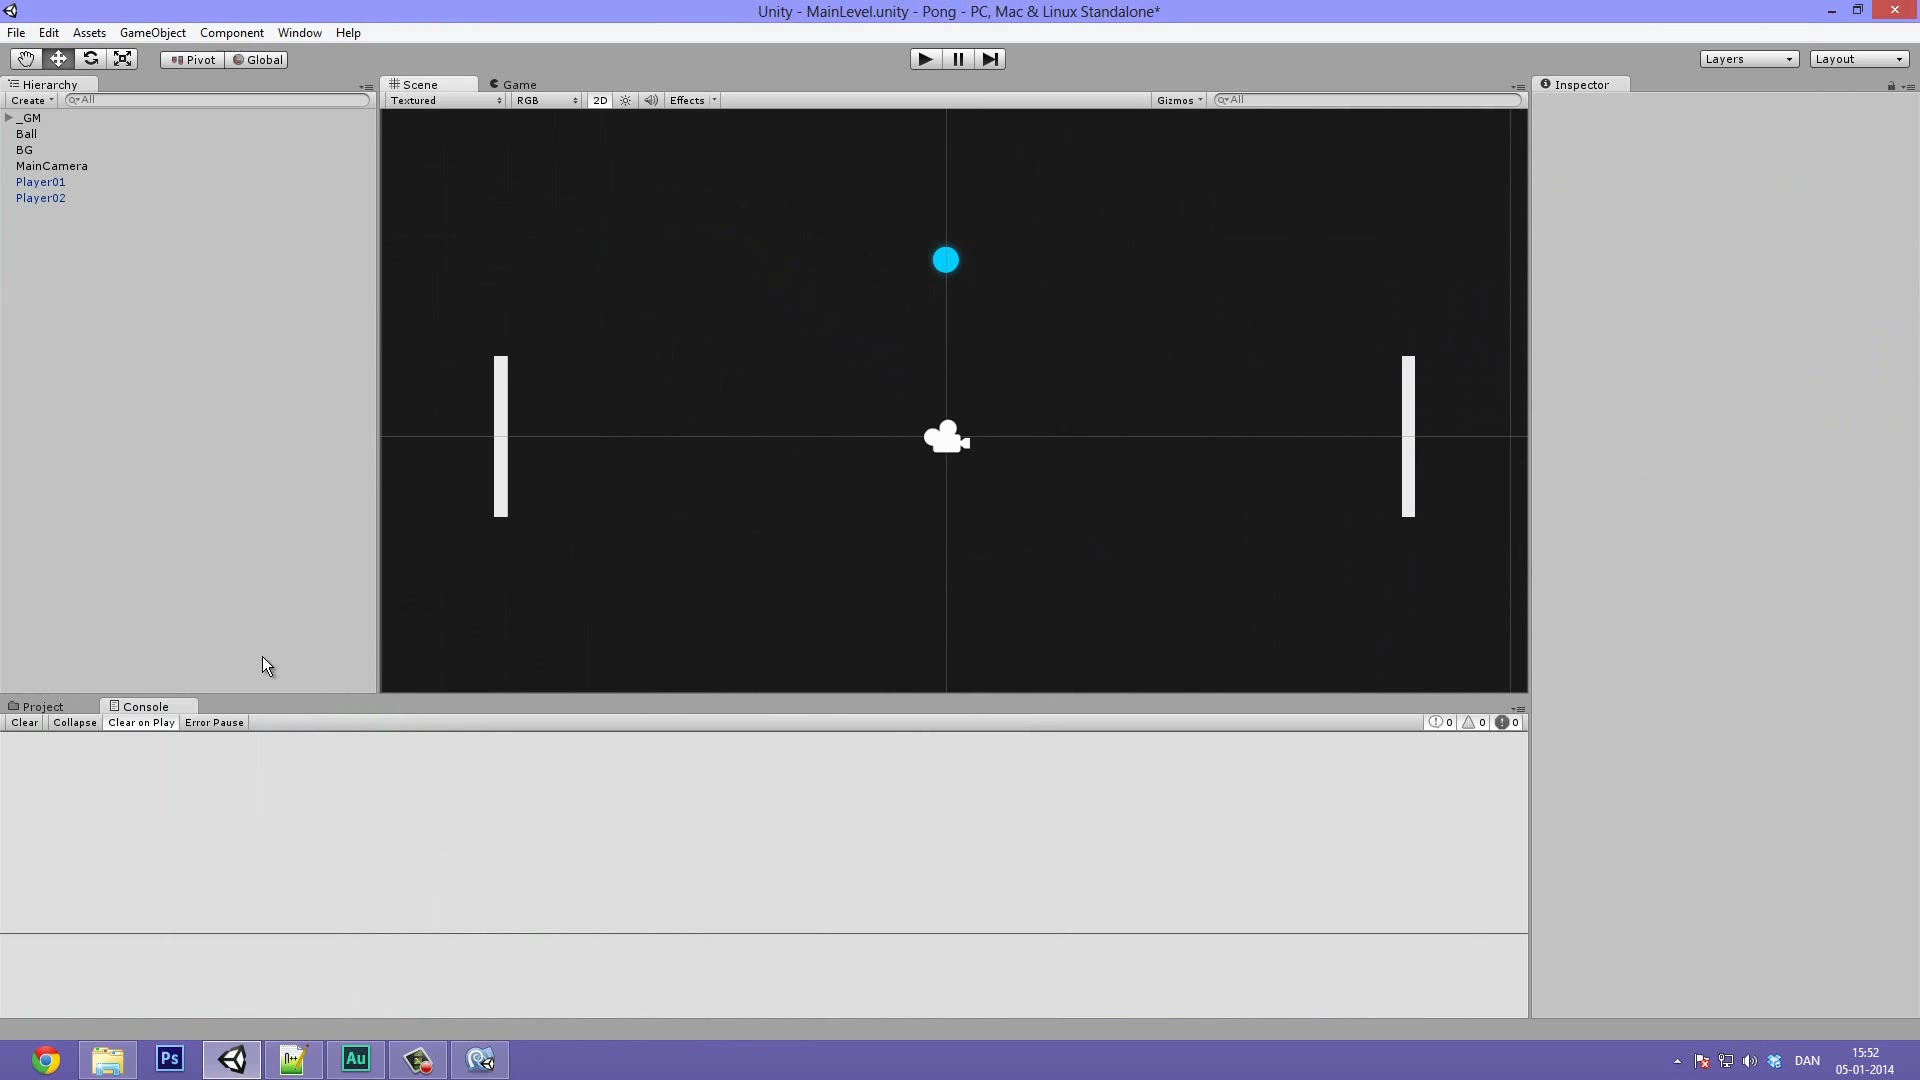 Unity - MainLevel.unity - Pong - PC, Mac & Linux Standalone*
File Edit Assets GameObject Component Window Help
Pivot Global Layers Layout
Hierarchy Scene Game Inspector
Create All Textured RGB 2D Effects Gizmos All
_GM
Ball
BG
MainCamera
Player01
Player02
Project Console
Clear Collapse Clear on Play Error Pause 0 0 0
Ps Au DAN 15:52
05-01-2014